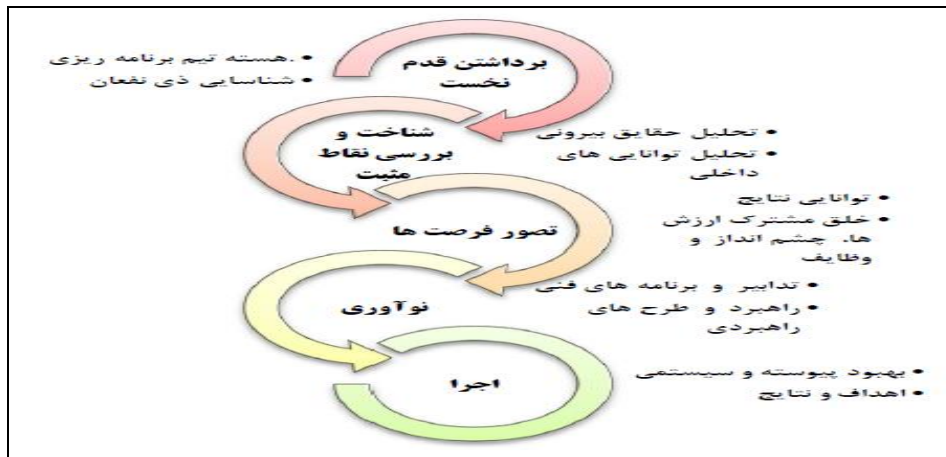 برداشتن قدم
نخست
• .هسته تیم برنامه ریزی
• شناسایی ذی نفعان
شناخت و
بررسی نقاط
مثبت
• تحلیل حقایق بیرونی
• تحلیل توانایی های
داخلی
تصور فرصت ها
• توانایی نتایج
• خلق مشترک ارزش
ها، چشم انداز و
وظایف
نوآوری
• تدابیر و برنامه های فنی
• راهبرد و طرح های
راهبردی
اجرا
• بهبود پیوسته و سیستمی
• اهداف و نتایج